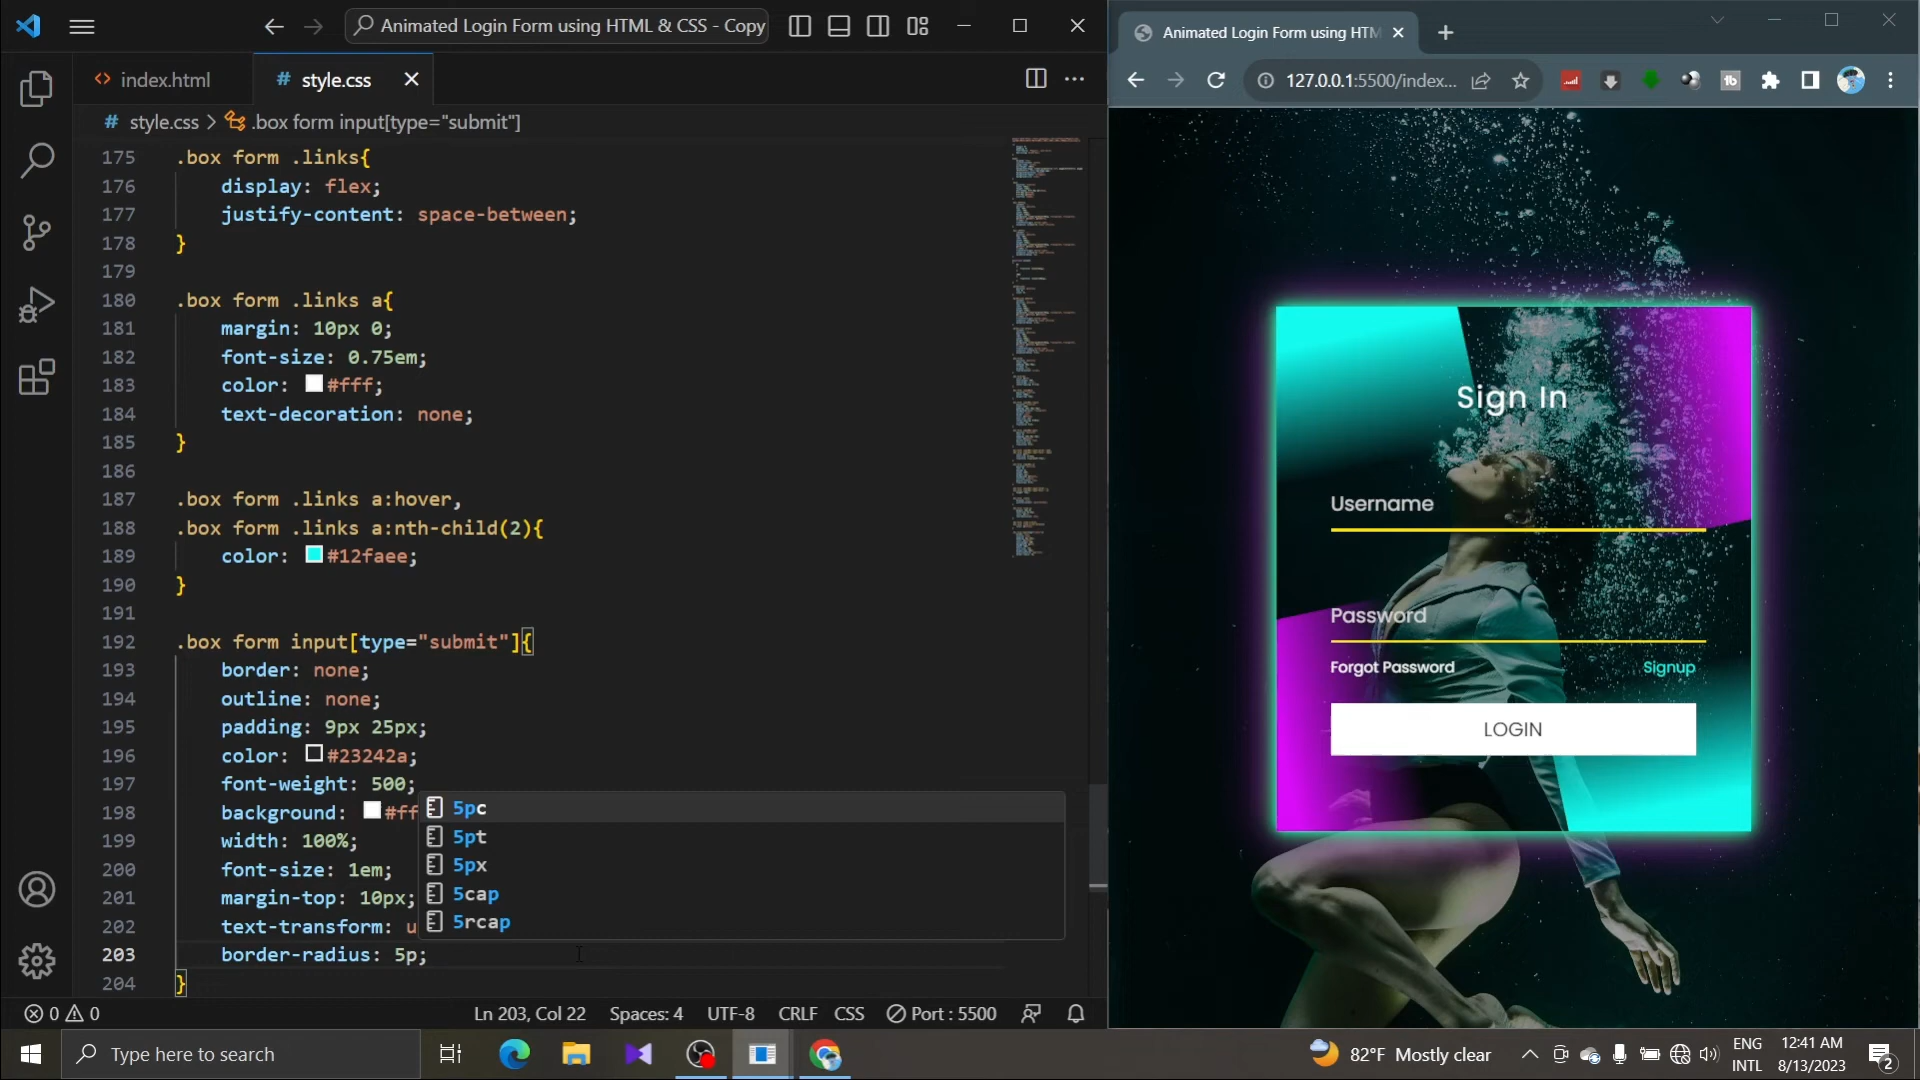 Animated Login Form using HTML & CSS - Copy
index.html
# style.css
# style.css > .box form input[type="submit"]
175 .box form .links{
176 display: flex;
177 justify-content: space-between;
178 }
179
180 .box form .links a{
181 margin: 10px 0;
182 font-size: 0.75em;
183 color: #fff;
184 text-decoration: none;
185 }
186
187 .box form .links a:hover,
188 .box form .links a:nth-child(2){
189 color: #12faee;
190 }
191
192 .box form input[type="submit"]{
193 border: none;
194 outline: none;
195 padding: 9px 25px;
196 color: #23242a;
197 font-weight: 500;
198 background: #ff
199 width: 100%;
200 font-size: 1em;
201 margin-top: 10px;
202 text-transform: u
203 border-radius: 5p;
204 }
5pc
5pt
5px
5cap
5rcap
0 0
Ln 203, Col 22 Spaces: 4 UTF-8 CRLF CSS Port : 5500
Animated Login Form using HTM
127.0.0.1:5500/index...
Sign In
Username
Password
Forgot Password Signup
LOGIN
Type here to search
82°F Mostly clear
ENG
INTL
12:41 AM
8/13/2023
2